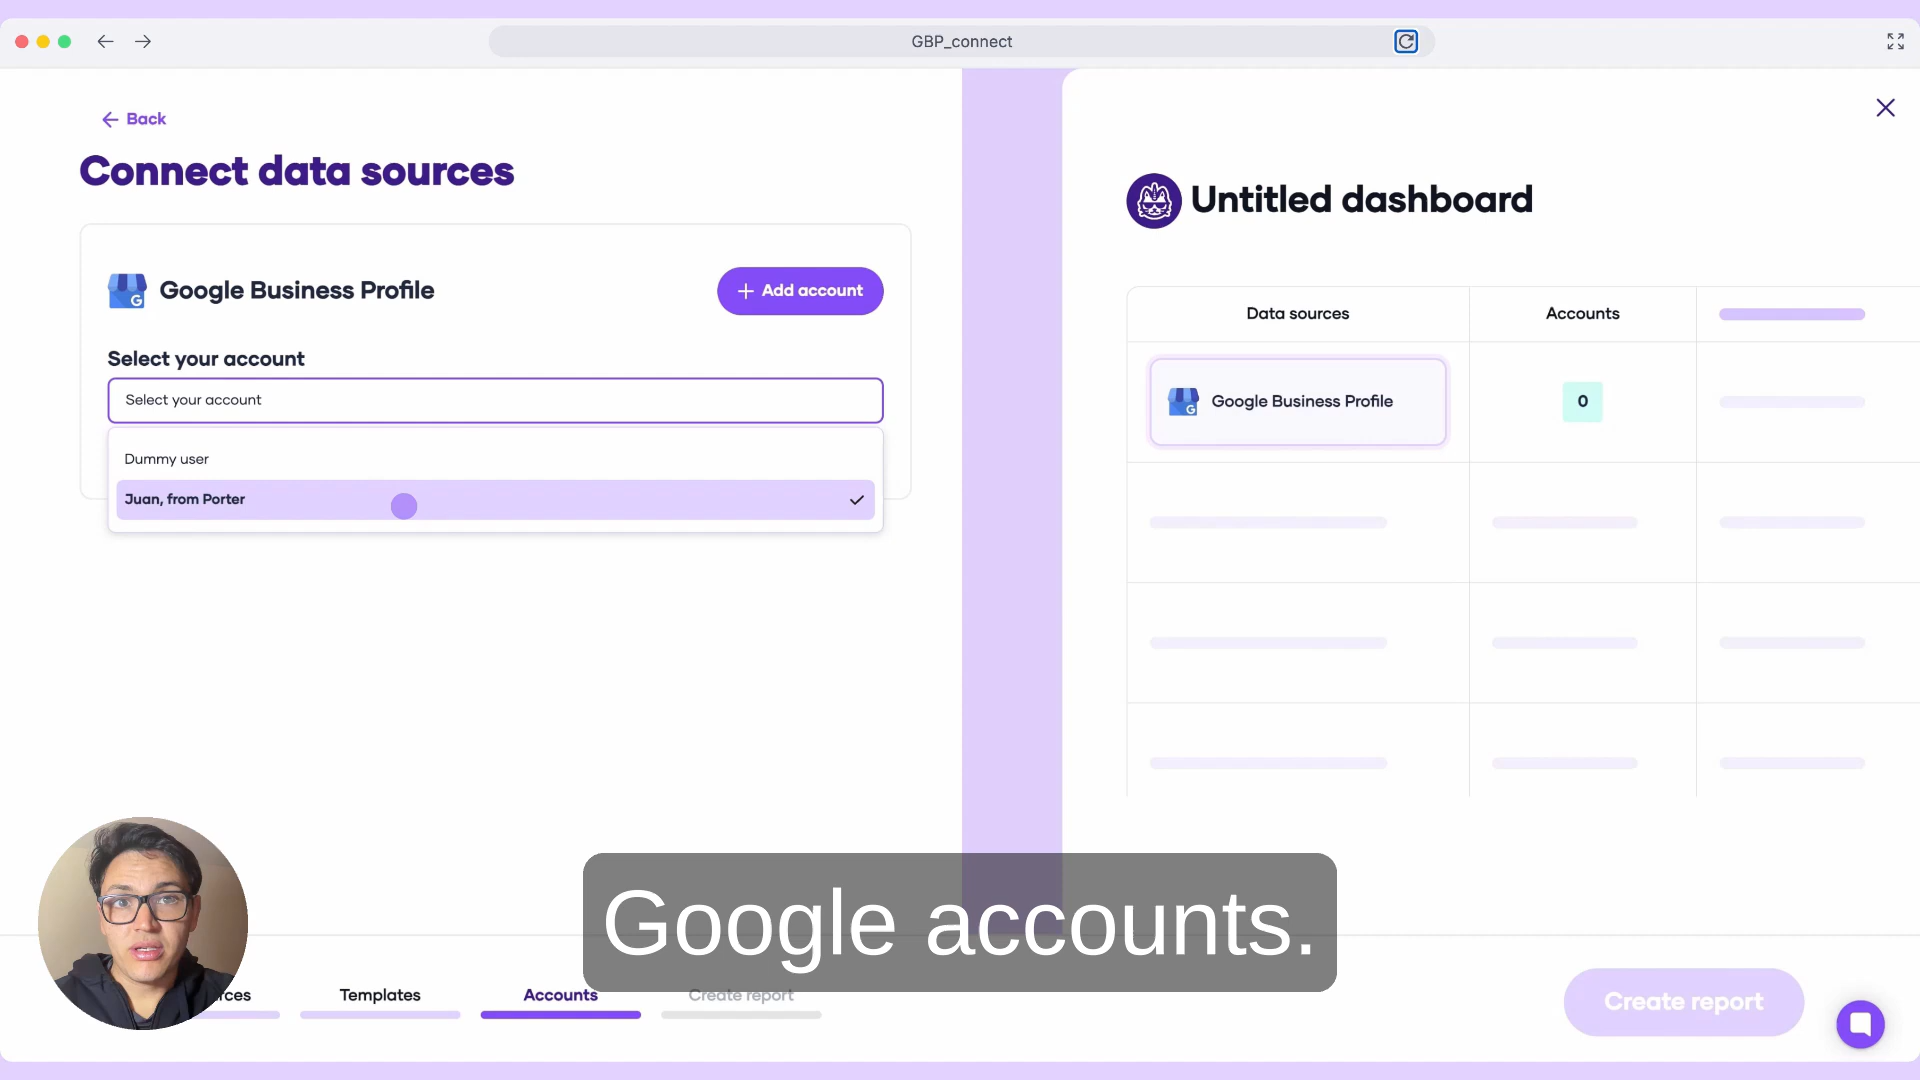 GBP_connect
Back
Connect data sources
Google Business Profile
Add account
Select your account
Select your account
Dummy user
Juan, from Porter
Untitled dashboard
Data sources
Accounts
Google Business Profile
0
Google accounts.
Templates
Accounts
Create report
Create report